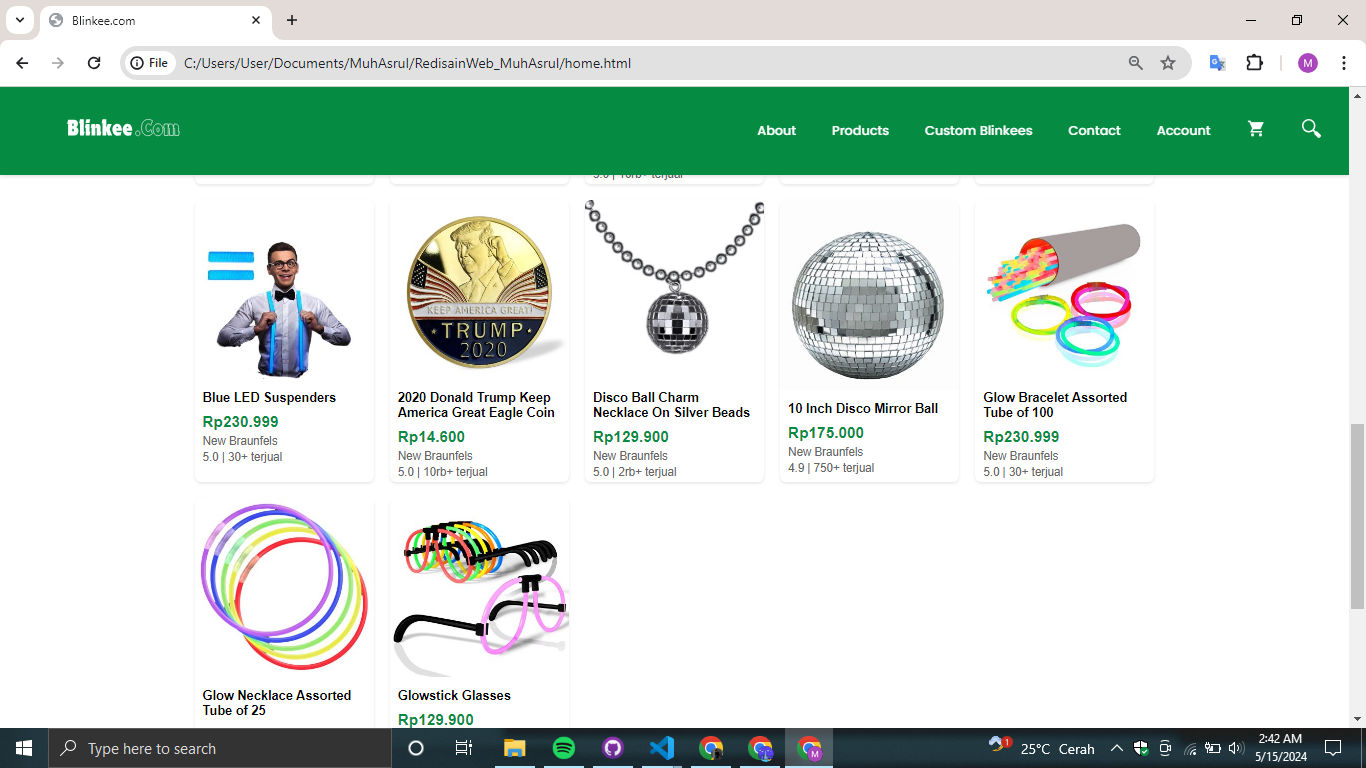 Blinkee.com
File
C:/Users/User/Documents/MuhAsrul/RedisainWeb_MuhAsrul/home.html
M
Blinkee.Com
About
Products
Custom Blinkees
Contact
Account
5.0 | 10rb+ terjual
KEEP AMERICA GREAT!
TRUMP
2020
Blue LED Suspenders
Rp230.999
New Braunfels
5.0 | 30+ terjual
2020 Donald Trump Keep
America Great Eagle Coin
Rp14.600
New Braunfels
5.0 | 10rb+ terjual
Disco Ball Charm
Necklace On Silver Beads
Rp129.900
New Braunfels
5.0 | 2rb+ terjual
10 Inch Disco Mirror Ball
Rp175.000
New Braunfels
4.9 | 750+ terjual
Glow Bracelet Assorted
Tube of 100
Rp230.999
New Braunfels
5.0 | 30+ terjual
Glow Necklace Assorted
Tube of 25
Glowstick Glasses
Rp129.900
Type here to search
M
1
25°C Cerah
2:42 AM
5/15/2024